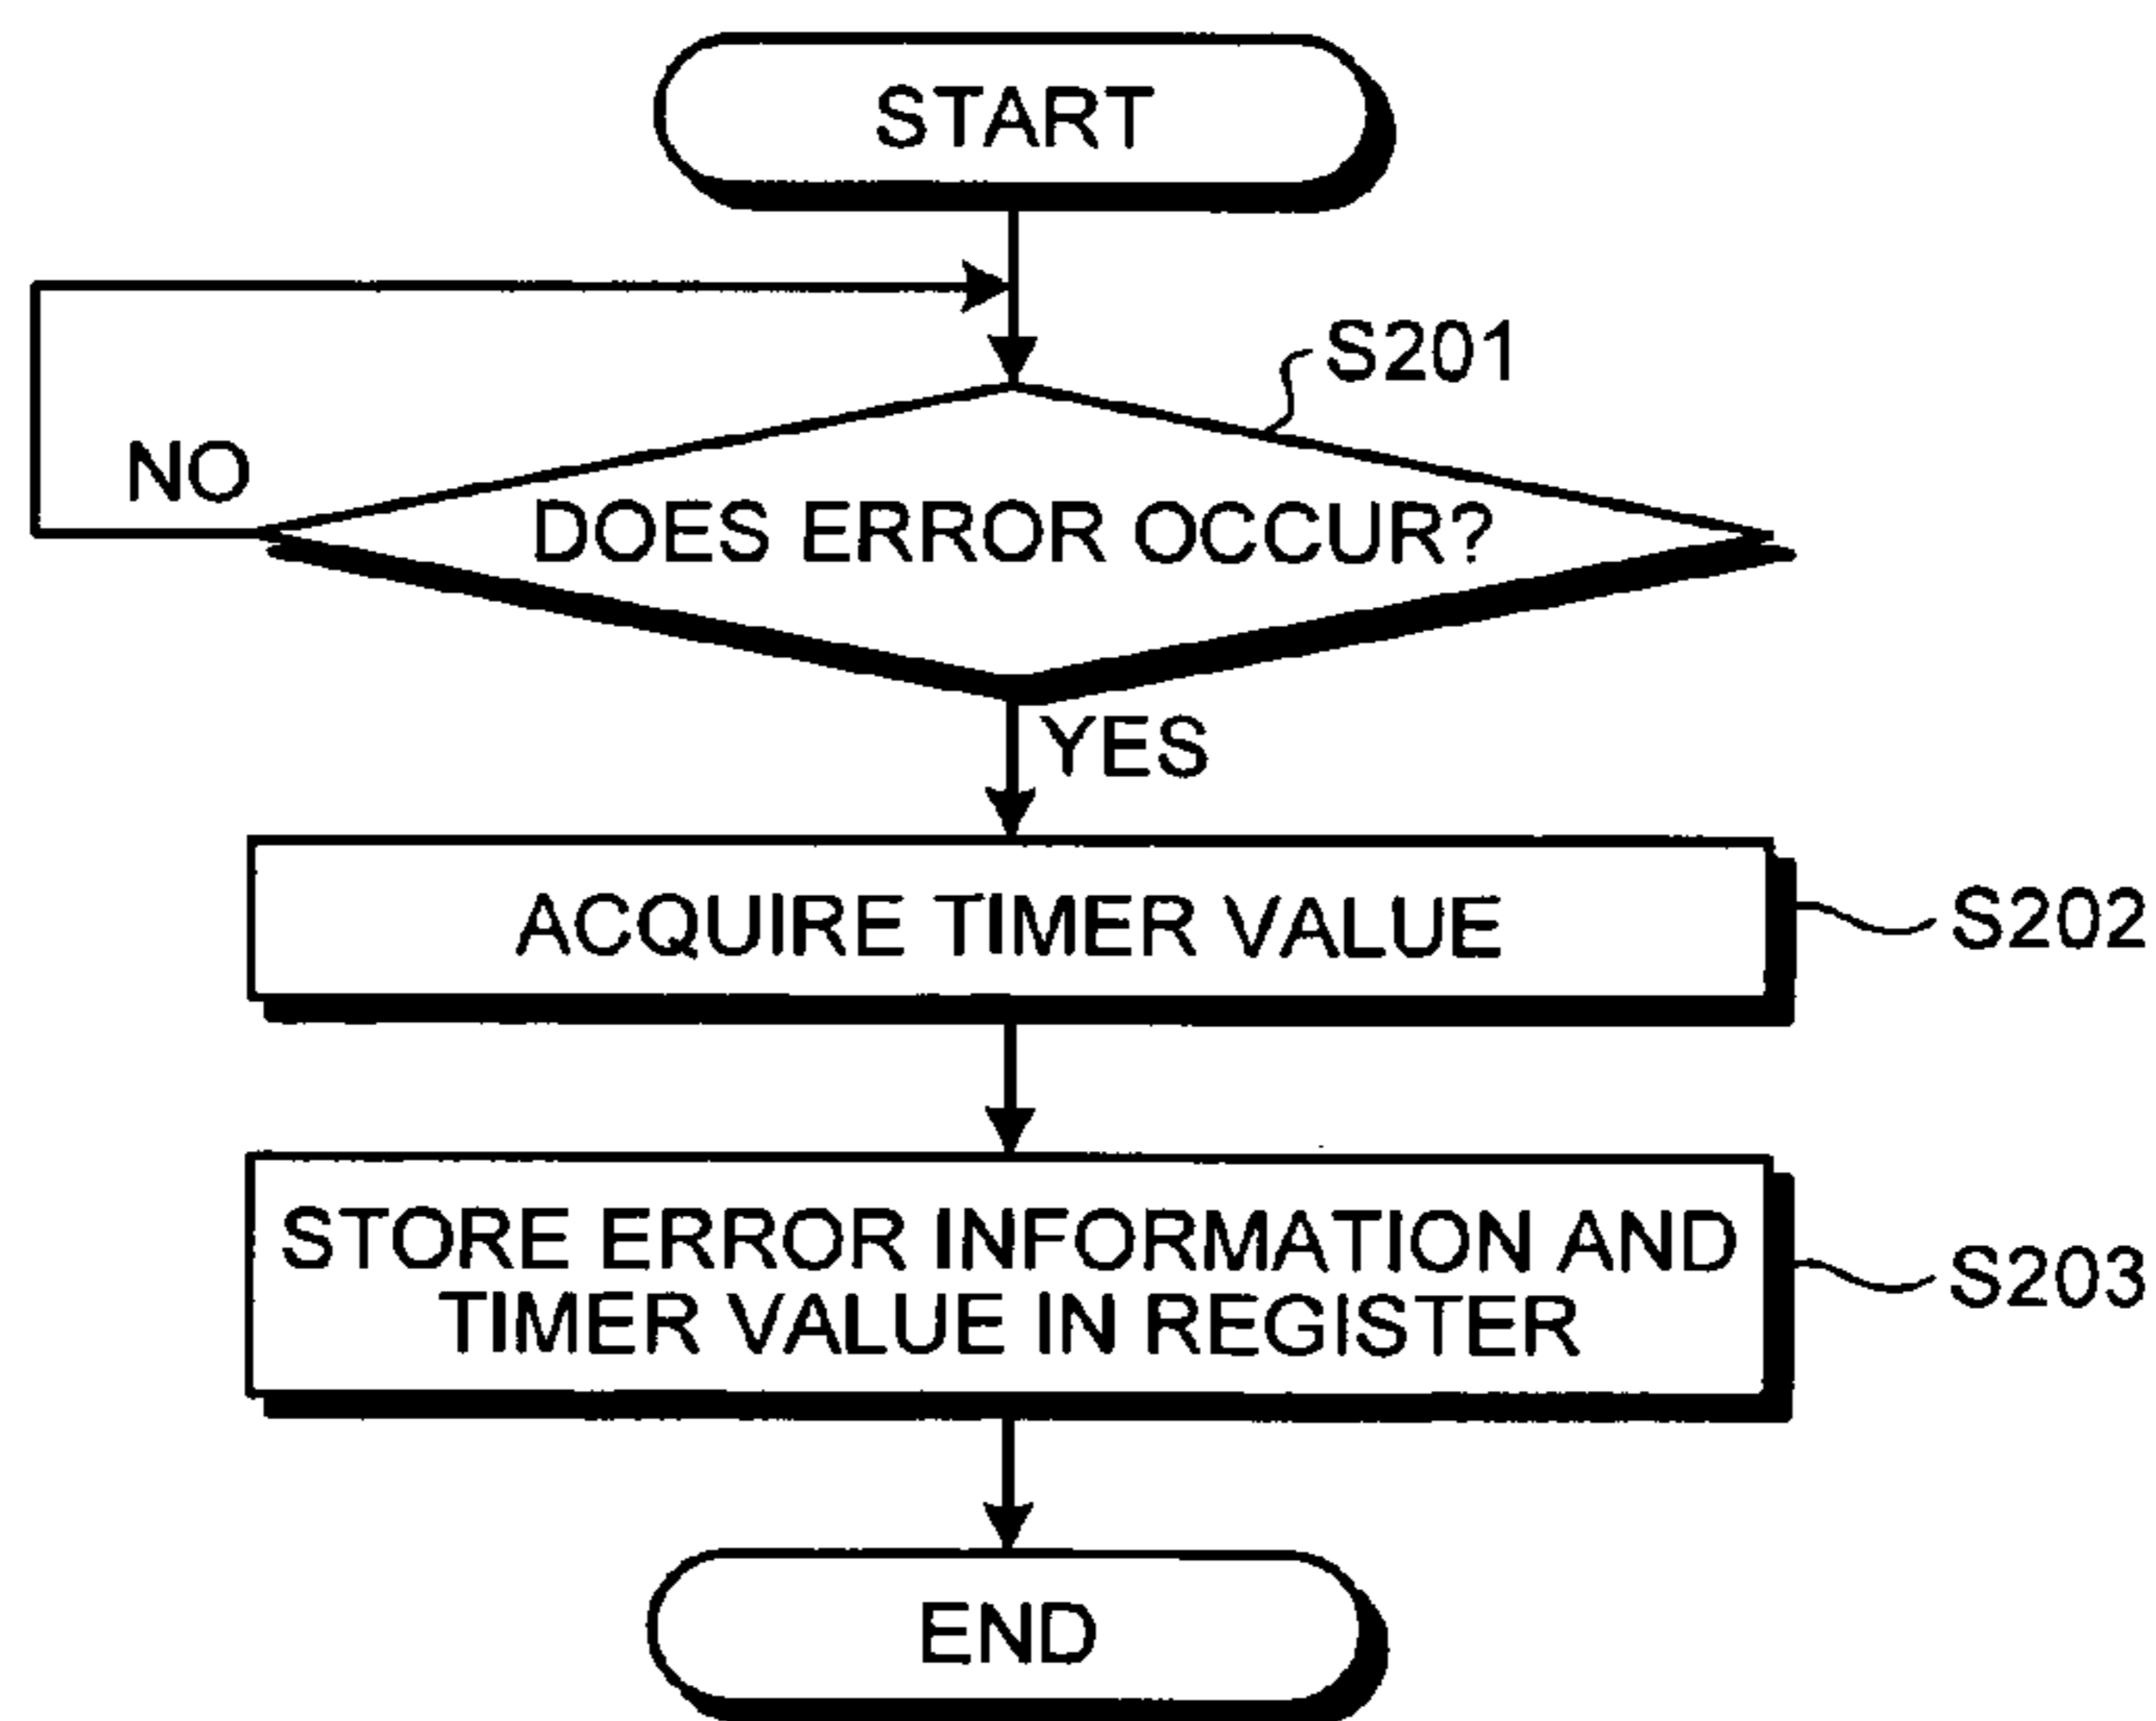 START
S201
NO
DOES ERROR OCCUR?
YES
ACQUIRE TIMER VALUE
S202
STORE ERROR INFORMATION AND
TIMER VALUE IN REGISTER
S203
END